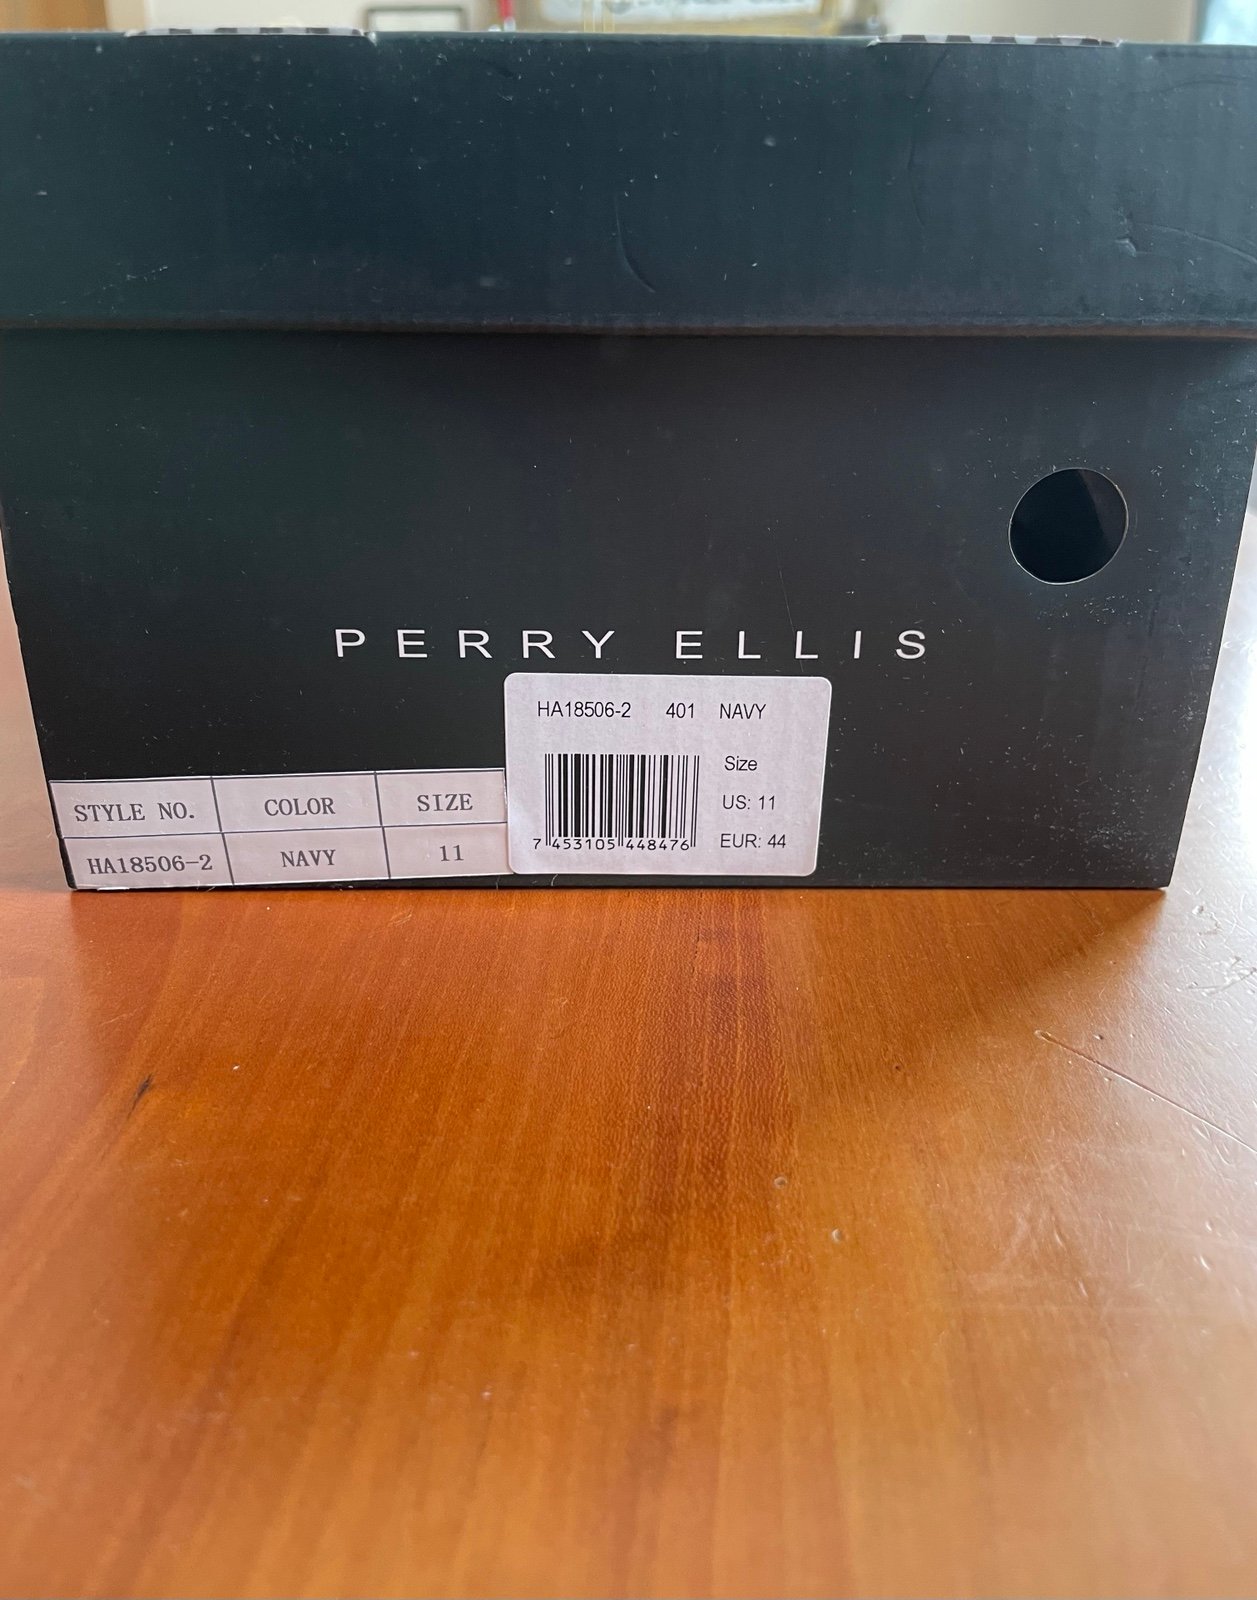 PERRY ELLIS
HA18506-2 401 NAVY
Size
US: 11
EUR: 44
7 453105 448476
STYLE NO. COLOR SIZE
HA18506-2 NAVY 11